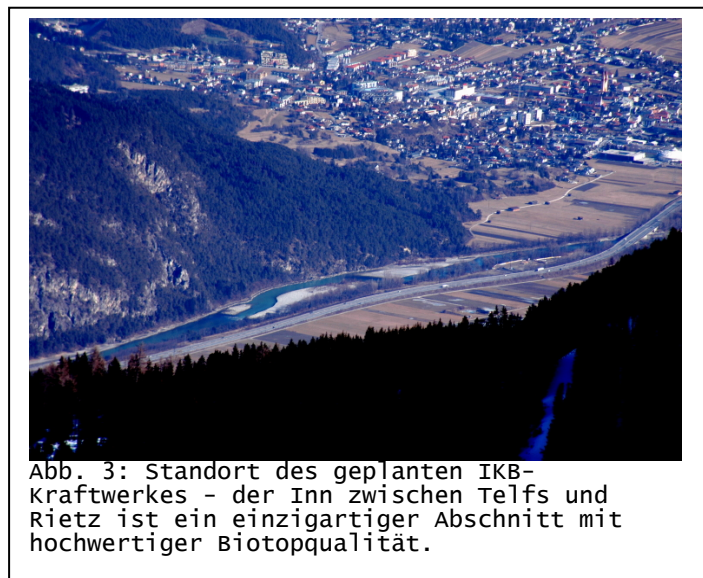 Abb. 3: Standort des geplanten IKB-
Kraftwerkes - der Inn zwischen Telfs und
Rietz ist ein einzigartiger Abschnitt mit
hochwertiger Biotopqualität.